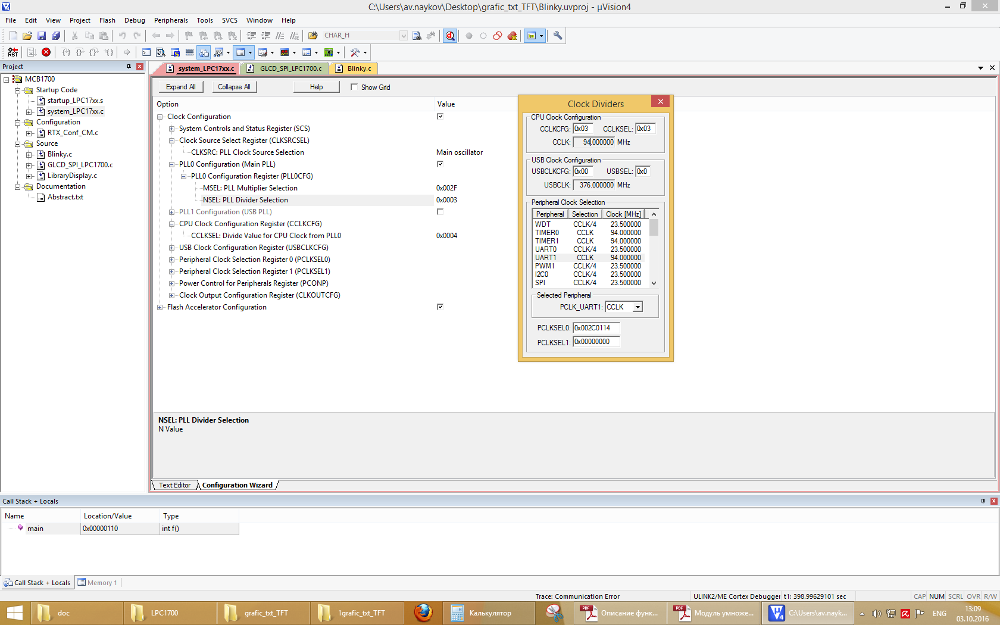 C:\Users\av.naykov\Desktop\grafic_txt_TFT\Blinky.uvproj - µVision4
File Edit View Project Flash Debug Peripherals Tools SVCS Window Help
CHAR_H
RST
Project
system_LPC17xx.c GLCD_SPI_LPC1700.c Blinky.c
MCB1700
Startup Code
startup_LPC17xx.s
system_LPC17xx.c
Configuration
RTX_Conf_CM.c
Source
Blinky.c
GLCD_SPI_LPC1700.c
LibraryDisplay.c
Documentation
Abstract.txt
Expand All Collapse All Help Show Grid
Option Value
Clock Configuration
System Controls and Status Register (SCS)
Clock Source Select Register (CLKSRCSEL)
CLKSRC: PLL Clock Source Selection Main oscillator
PLL0 Configuration (Main PLL)
PLL0 Configuration Register (PLL0CFG)
MSEL: PLL Multiplier Selection 0x002F
NSEL: PLL Divider Selection 0x0003
PLL1 Configuration (USB PLL)
CPU Clock Configuration Register (CCLKCFG)
CCLKSEL: Divide Value for CPU Clock from PLL0 0x0004
USB Clock Configuration Register (USBCLKCFG)
Peripheral Clock Selection Register 0 (PCLKSEL0)
Peripheral Clock Selection Register 1 (PCLKSEL1)
Power Control for Peripherals Register (PCONP)
Clock Output Configuration Register (CLKOUTCFG)
Flash Accelerator Configuration
Clock Dividers
CPU Clock Configuration
CCLKCFG: 0x03 CCLKSEL: 0x03
CCLK: 94.000000 MHz
USB Clock Configuration
USBCLKCFG: 0x00 USBSEL: 0x0
USBCLK: 376.000000 MHz
Peripheral Clock Selection
Peripheral Selection Clock [MHz]
WDT CCLK/4 23.500000
TIMER0 CCLK 94.000000
TIMER1 CCLK 94.000000
UART0 CCLK/4 23.500000
UART1 CCLK 94.000000
PWM1 CCLK/4 23.500000
I2C0 CCLK/4 23.500000
SPI CCLK/4 23.500000
Selected Peripheral
PCLK_UART1: CCLK
PCLKSEL0: 0x002C0114
PCLKSEL1: 0x00000000
NSEL: PLL Divider Selection
N Value
Text Editor Configuration Wizard
Call Stack + Locals
Name Location/Value Type
main 0x00000110 int f()
Call Stack + Locals Memory 1
Trace: Communication Error ULINK2/ME Cortex Debugger t1: 398.99629101 sec CAP NUM SCRL OVR R/W
doc LPC1700 grafic_txt_TFT 1grafic_txt_TFT Калькулятор Описание функ... Модуль умноже... C:\Users\av.nayk... ENG 13:09
03.10.2016